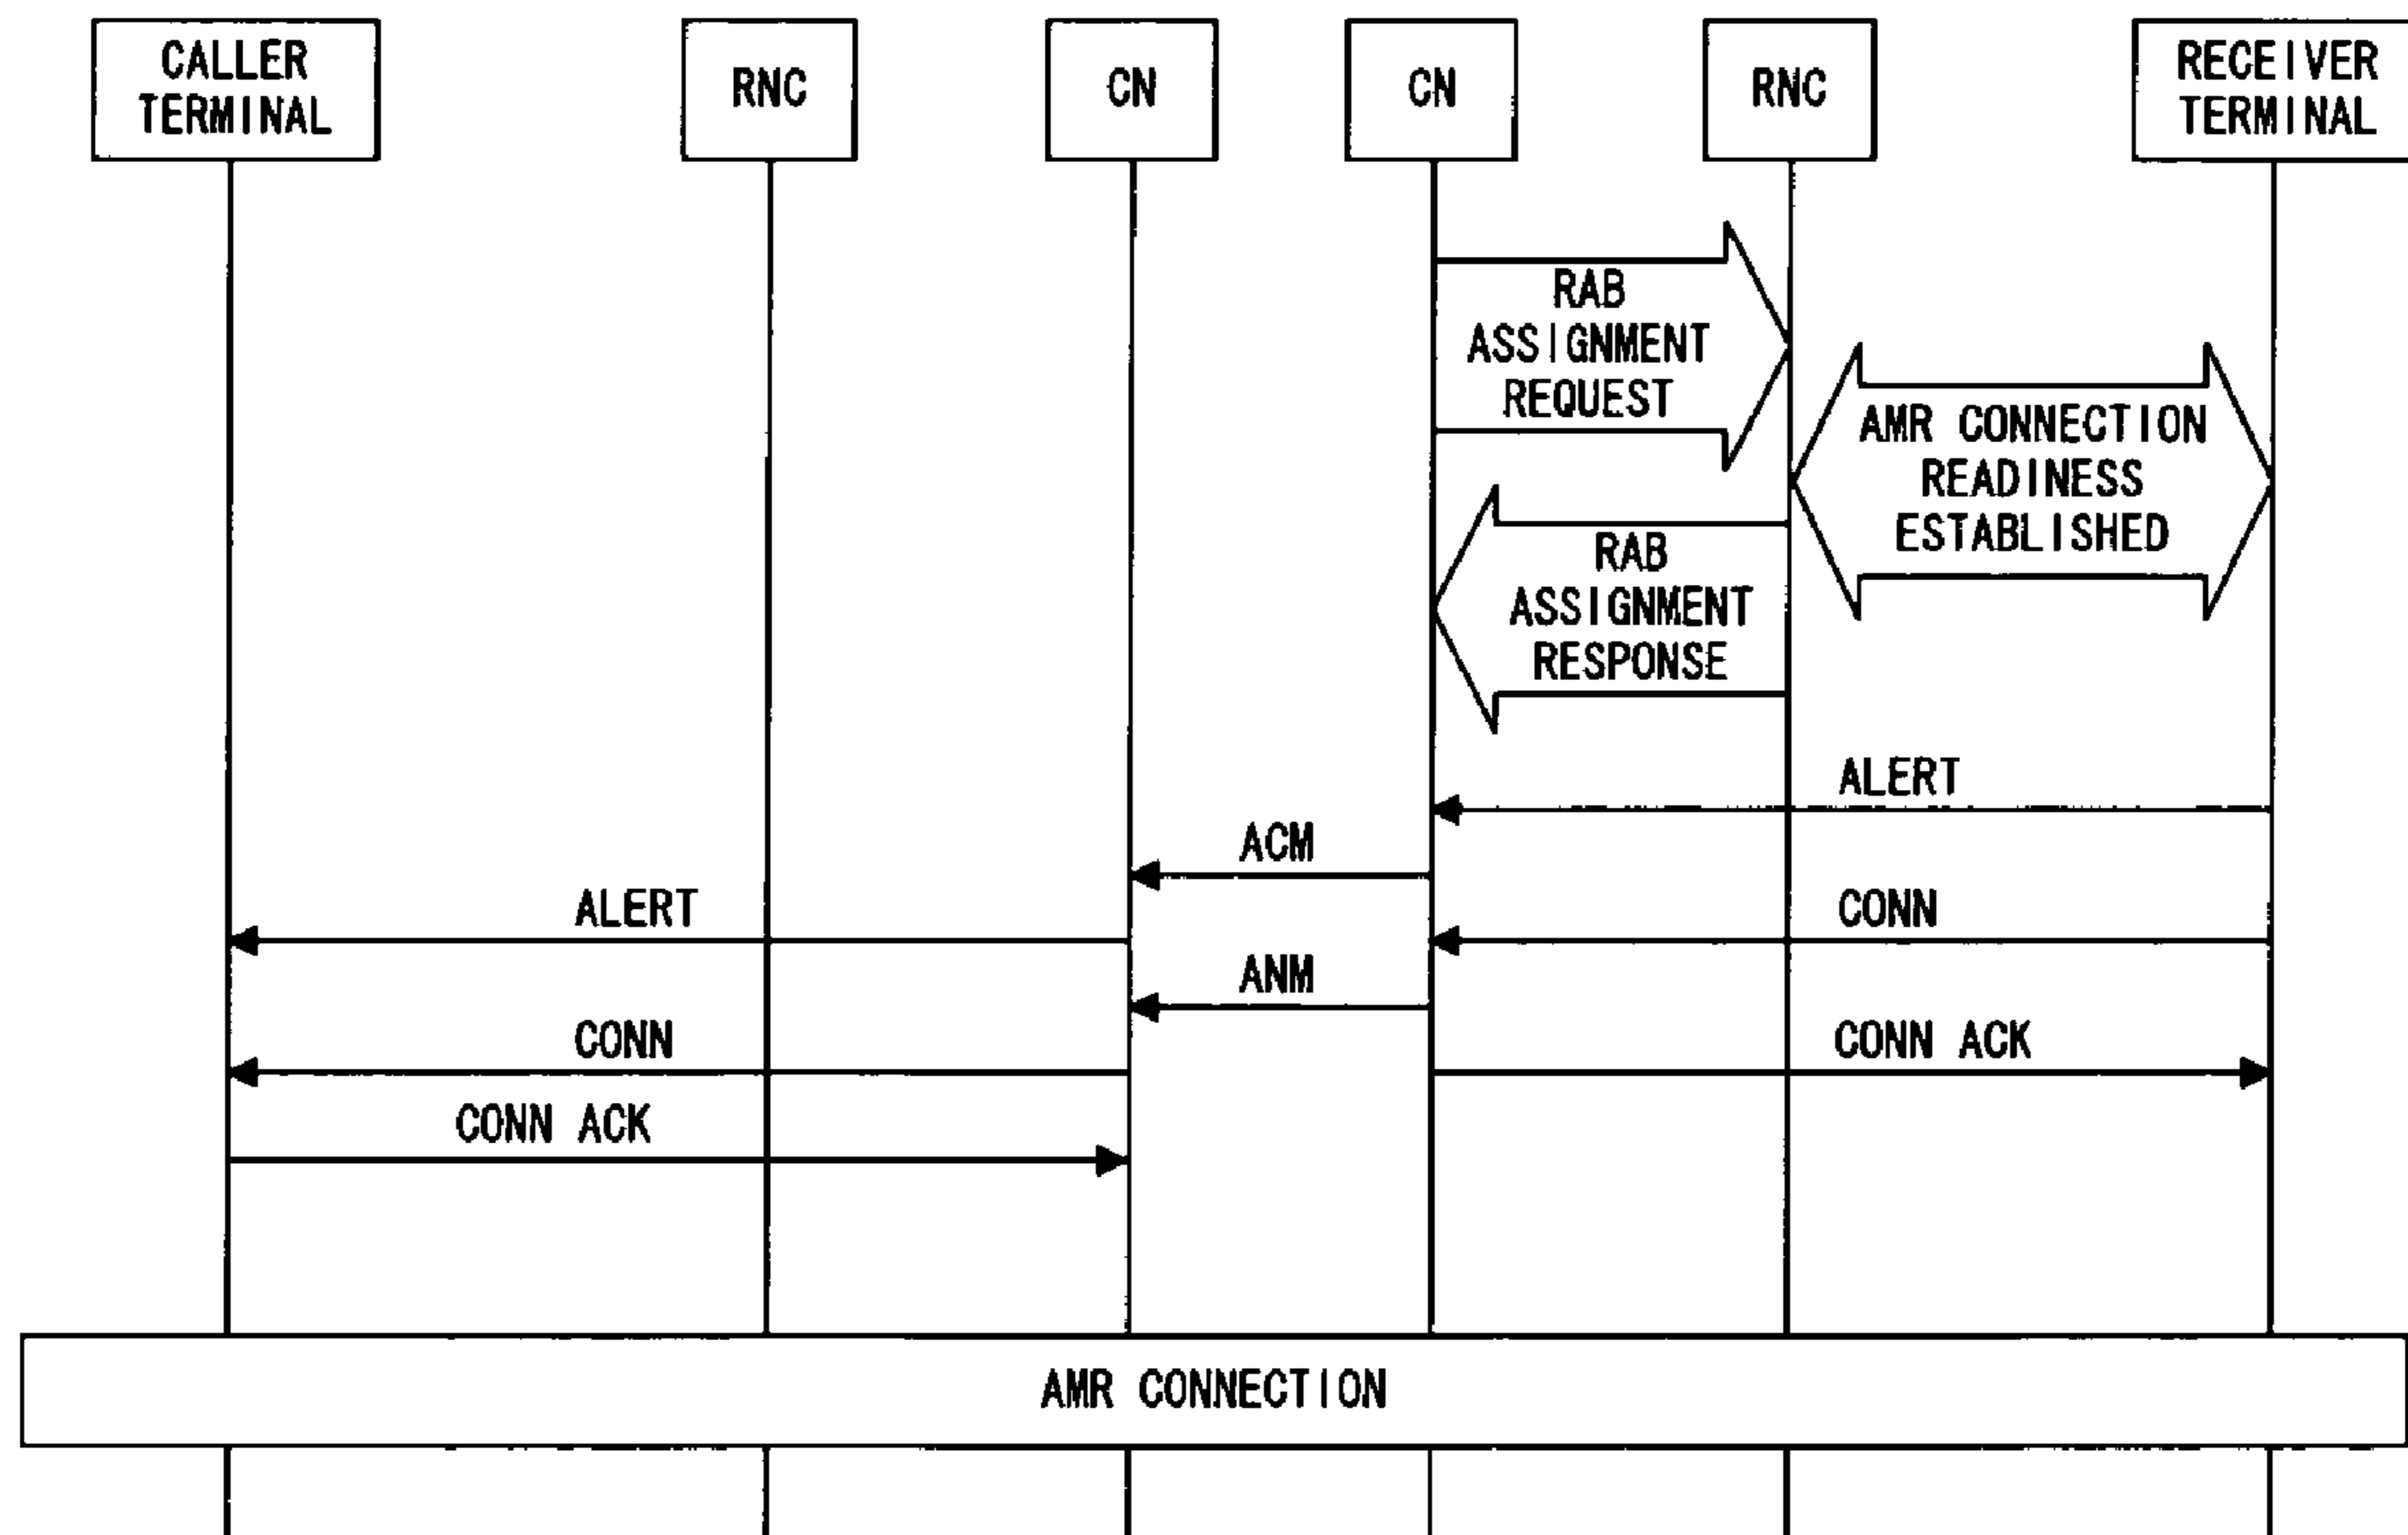 CALLER
TERMINAL
RNC
CN
CN
RNC
RECEIVER
TERMINAL
RAB
ASSIGNMENT
REQUEST
AMR CONNECTION
READINESS
ESTABLISHED
RAB
ASSIGNMENT
RESPONSE
ALERT
ACM
ALERT
CONN
ANM
CONN
CONN ACK
CONN ACK
AMR CONNECTION